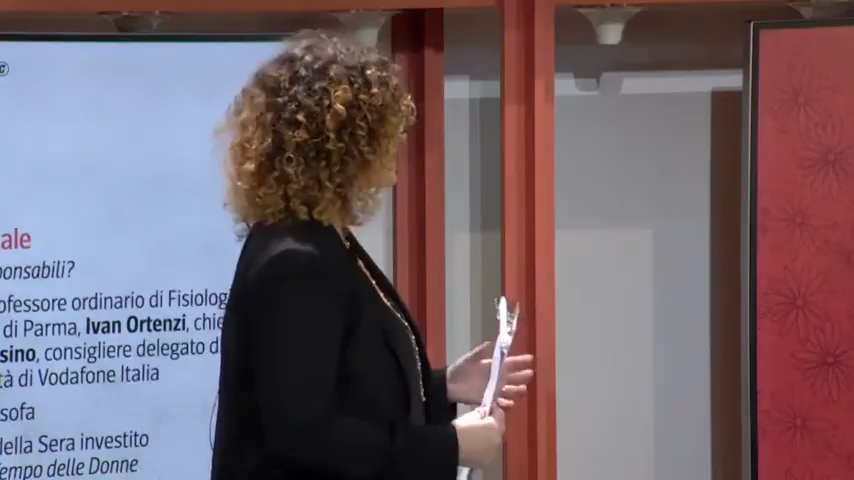 ale
onsabili?
ofessore ordinario di Fisiolog
di Parma, Ivan Ortenzi, chie
sino, consigliere delegato d
tà di Vodafone Italia
sofa
della Sera Investito
empo delle Donne